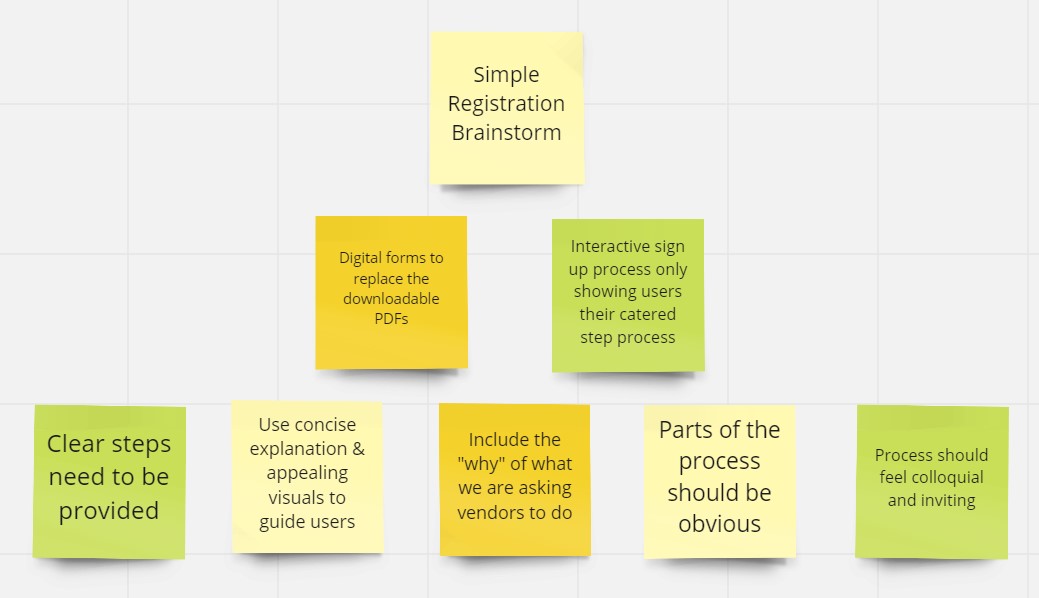 Simple
Registration
Brainstorm
Digital forms to
replace the
downloadable
PDFs
Interactive sign
up process only
showing users
their catered
step process
Clear steps
need to be
provided
Use concise
explanation &
appealing
visuals to
guide users
Include the
"why" of what
we are asking
vendors to do
Parts of the
process
should be
obvious
Process should
feel colloquial
and inviting